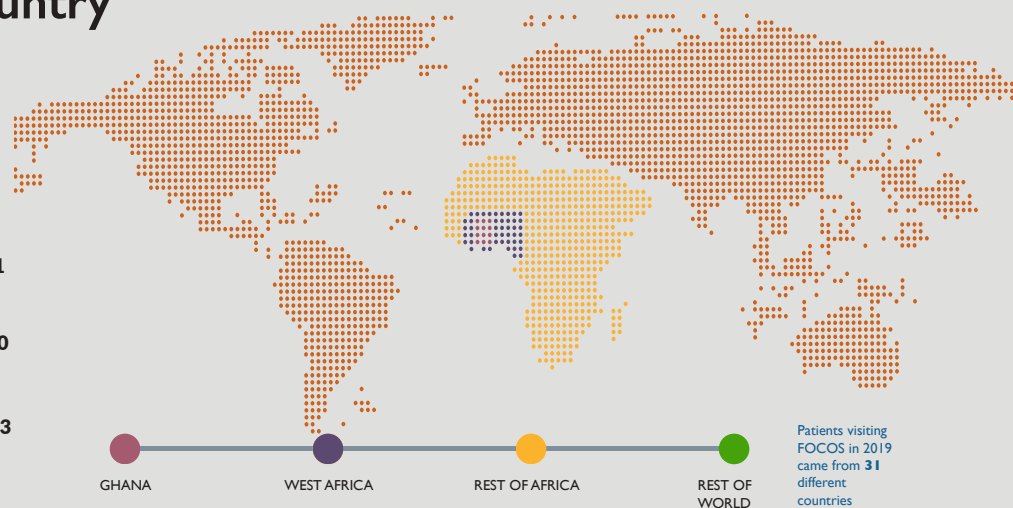 untry
1
0
3
GHANA
WEST AFRICA
REST OF AFRICA
REST OF
WORLD
Patients visiting
FOCOS in 2019
came from 31
different
countries